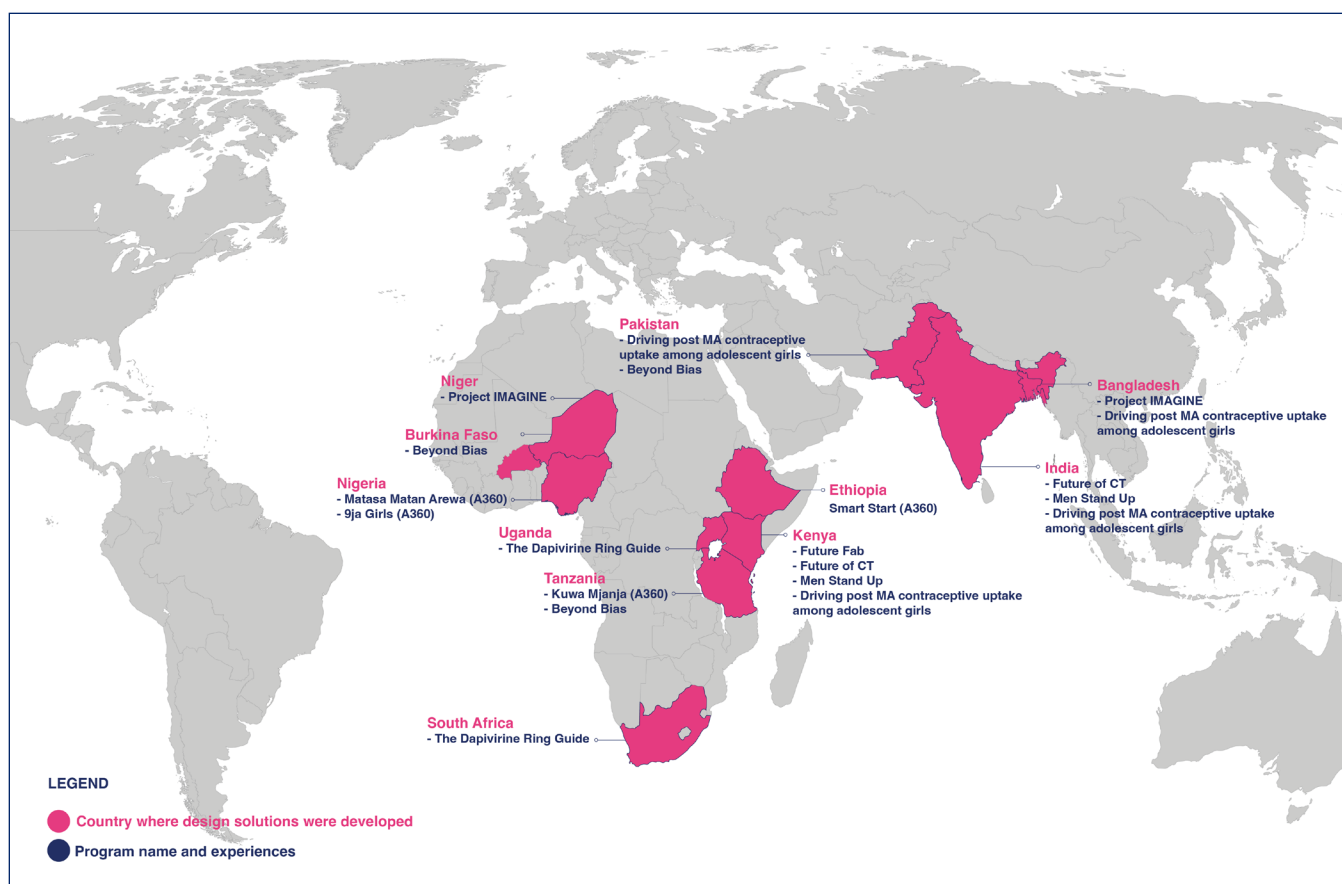 Pakistan
- Driving post MA contraceptive
uptake among adolescent girls
- Beyond Bias
Niger
- Project IMAGINE
Burkina Faso
- Beyond Bias
Nigeria
- Matasa Matan Arewa (A360)
- 9ja Girls (A360)
Uganda
- The Dapivirine Ring Guide
Tanzania
- Kuwa Mjanja (A360)
- Beyond Bias
South Africa
- The Dapivirine Ring Guide
Bangladesh
- Project IMAGINE
- Driving post MA contraceptive uptake
among adolescent girls
India
- Future of CT
- Men Stand Up
- Driving post MA contraceptive uptake
among adolescent girls
Ethiopia
Smart Start (A360)
Kenya
- Future Fab
- Future of CT
- Men Stand Up
- Driving post MA contraceptive uptake
among adolescent girls
LEGEND
Country where design solutions were developed
Program name and experiences